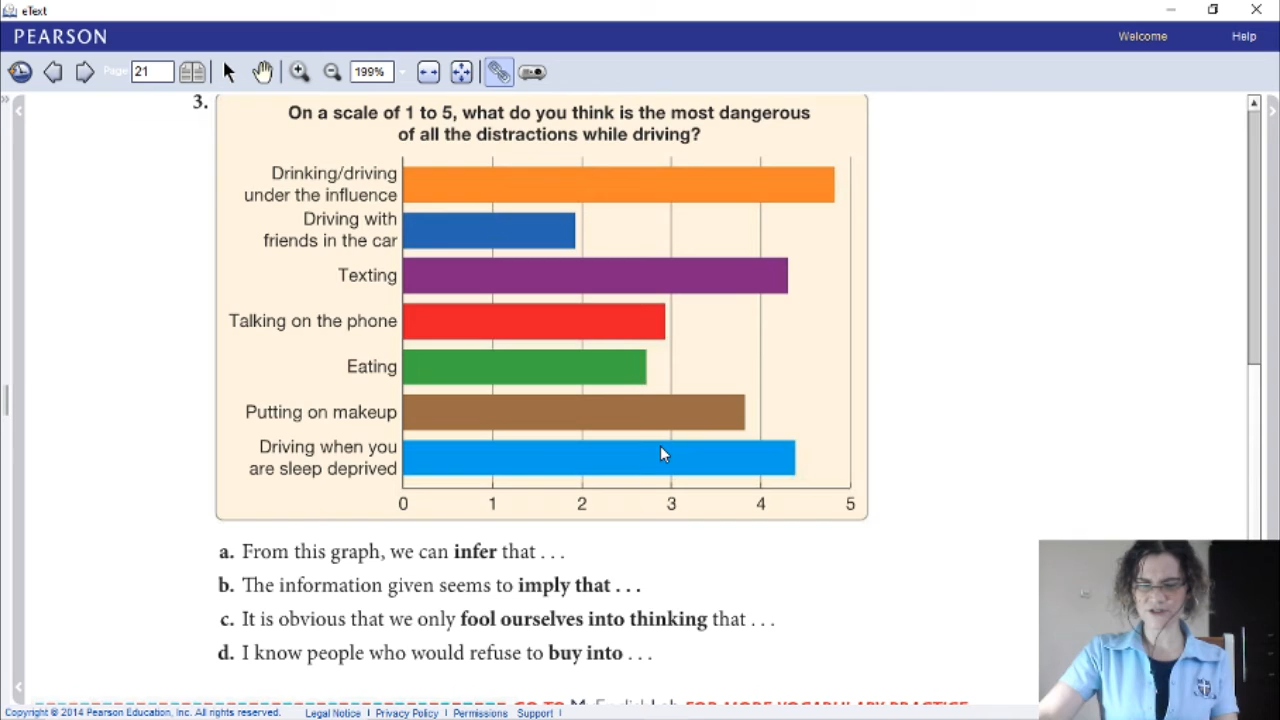 eText
PEARSON
Welcome
Help
Page
21
199%
3.
On a scale of 1 to 5, what do you think is the most dangerous
of all the distractions while driving?
Drinking/driving
under the influence
Driving with
friends in the car
Texting
Talking on the phone
Eating
Putting on makeup
Driving when you
are sleep deprived
0 1 2 3 4 5
a. From this graph, we can infer that . . .
b. The information given seems to imply that . . .
c. It is obvious that we only fool ourselves into thinking that . . .
d. I know people who would refuse to buy into . . .
Copyright © 2014 Pearson Education, Inc. All rights reserved. Legal Notice | Privacy Policy | Permissions Support |